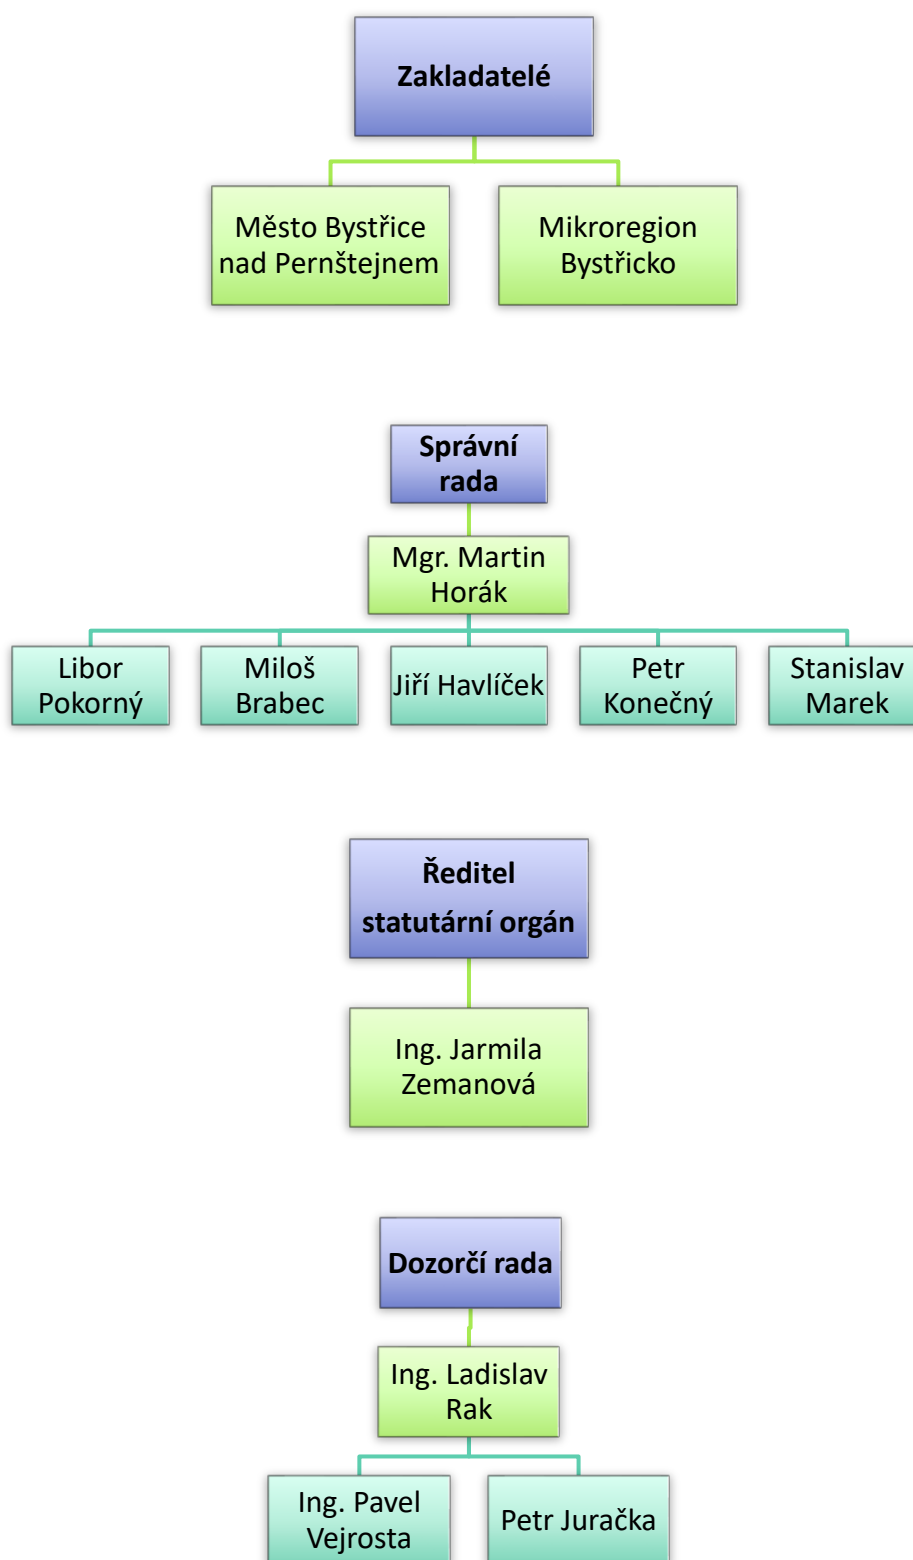 Zakladatelé
Město Bystřice
nad Pernštejnem
Mikroregion
Bystřicko
Správní
rada
Mgr. Martin
Horák
Libor
Pokorný
Miloš
Brabec
Jiří Havlíček
Petr
Konečný
Stanislav
Marek
Ředitel
statutární orgán
Ing. Jarmila
Zemanová
Dozorčí rada
Ing. Ladislav
Rak
Ing. Pavel
Vejrosta
Petr Juračka